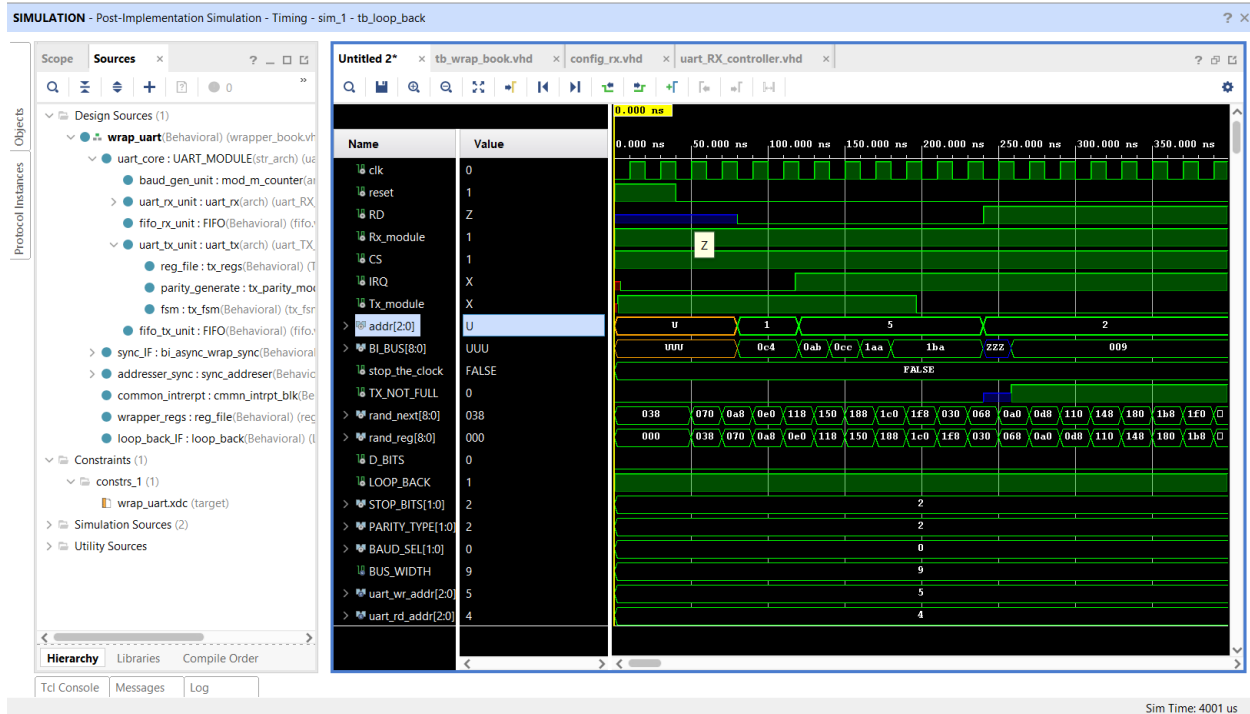 SIMULATION - Post-Implementation Simulation - Timing - sim_1 - tb_loop_back ? ×
Objects
Protocol Instances
Scope Sources × ? _
0 »
Design Sources (1)
wrap_uart(Behavioral) (wrapper_book.vh
uart_core : UART_MODULE(str_arch) (ua
baud_gen_unit : mod_m_counter(ar
uart_rx_unit : uart_rx(arch) (uart_RX_
fifo_rx_unit : FIFO(Behavioral) (fifo.v
uart_tx_unit : uart_tx(arch) (uart_TX_
reg_file : tx_regs(Behavioral) (T
parity_generate : tx_parity_mod
fsm : tx_fsm(Behavioral) (tx_fsr
fifo_tx_unit : FIFO(Behavioral) (fifo.v
sync_IF : bi_async_wrap_sync(Behaviora
addresser_sync : sync_addreser(Behavic
common_intrerpt : cmmn_intrpt_blk(Be
wrapper_regs : reg_file(Behavioral) (reg
loop_back_IF : loop_back(Behavioral) (l
Constraints (1)
constrs_1 (1)
wrap_uart.xdc (target)
Simulation Sources (2)
Utility Sources
Hierarchy Libraries Compile Order
Tcl Console Messages Log
Untitled 2* × tb_wrap_book.vhd × config_rx.vhd × uart_RX_controller.vhd × ?
0.000 ns
Name Value
0.000 ns 50.000 ns 100.000 ns 150.000 ns 200.000 ns 250.000 ns 300.000 ns 350.000 ns
clk 0
reset 1
RD Z
Rx_module 1 Z
CS 1
IRQ X
Tx_module X
addr[2:0] U U 1 5 2
BI_BUS[8:0] UUU UUU 0c4 0ab 0cc 1aa 1ba ZZZ 009
stop_the_clock FALSE FALSE
TX_NOT_FULL 0
rand_next[8:0] 038 038 070 0a8 0e0 118 150 188 1c0 1f8 030 068 0a0 0d8 110 148 180 1b8 1f0
rand_reg[8:0] 000 000 038 070 0a8 0e0 118 150 188 1c0 1f8 030 068 0a0 0d8 110 148 180 1b8
D_BITS 0
LOOP_BACK 1
STOP_BITS[1:0] 2 2
PARITY_TYPE[1:0] 2 2
BAUD_SEL[1:0] 0 0
BUS_WIDTH 9 9
uart_wr_addr[2:0] 5 5
uart_rd_addr[2:0] 4 4
Sim Time: 4001 us